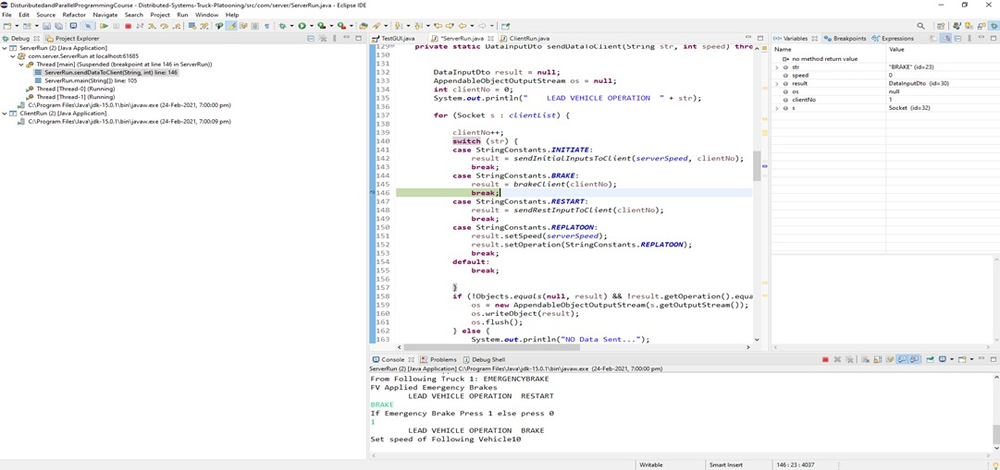 DistuributedandParallelProgrammingCourse - Distributed-Systems-Truck-Platooning/src/com/server/ServerRun.java - Eclipse IDE
File Edit Source Refactor Navigate Search Project Run Window Help
Debug Project Explorer
ServerRun (2) [Java Application]
com.server.ServerRun at localhost:61685
Thread [main] (Suspended (breakpoint at line 146 in ServerRun))
ServerRun.sendDataToClient(String, int) line: 146
ServerRun.main(String[]) line: 105
Thread [Thread-0] (Running)
Thread [Thread-1] (Running)
C:\Program Files\Java\jdk-15.0.1\bin\javaw.exe (24-Feb-2021, 7:00:00 pm)
ClientRun (2) [Java Application]
C:\Program Files\Java\jdk-15.0.1\bin\javaw.exe (24-Feb-2021, 7:00:09 pm)
TestGUI.java *ServerRun.java ClientRun.java
129 private static DataInputDto sendDataToClient(String str, int speed) thro
130
131
132 DataInputDto result = null;
133 AppendableObjectOutputStream os = null;
134 int clientNo = 0;
135 System.out.println(" LEAD VEHICLE OPERATION " + str);
136
137 for (Socket s : clientList) {
138
139 clientNo++;
140 switch (str) {
141 case StringConstants.INITIATE:
142 result = sendInitialInputsToClient(serverSpeed, clientNo);
143 break;
144 case StringConstants.BRAKE:
145 result = brakeClient(clientNo);
146 break;
147 case StringConstants.RESTART:
148 result = sendRestInputToClient(clientNo);
149 break;
150 case StringConstants.REPLATOON:
151 result.setSpeed(serverSpeed);
152 result.setOperation(StringConstants.REPLATOON);
153 break;
154 default:
155 break;
156
157 }
158 if (!Objects.equals(null, result) && !result.getOperation().equa
159 os = new AppendableObjectOutputStream(s.getOutputStream());
160 os.writeObject(result);
161 os.flush();
162 } else {
163 System.out.println("NO Data Sent...");
Variables Breakpoints Expressions
Name Value
no method return value
str "BRAKE" (id=23)
speed 0
result DataInputDto (id=30)
os null
clientNo 1
s Socket (id=32)
Console Problems Debug Shell
ServerRun (2) [Java Application] C:\Program Files\Java\jdk-15.0.1\bin\javaw.exe (24-Feb-2021, 7:00:00 pm)
From Following Truck 1: EMERGENCYBRAKE
FV Applied Emergency Brakes
LEAD VEHICLE OPERATION RESTART
BRAKE
If Emergency Brake Press 1 else press 0
1
LEAD VEHICLE OPERATION BRAKE
Set speed of Following Vehicle10
Writable Smart Insert 146 : 23 : 4037